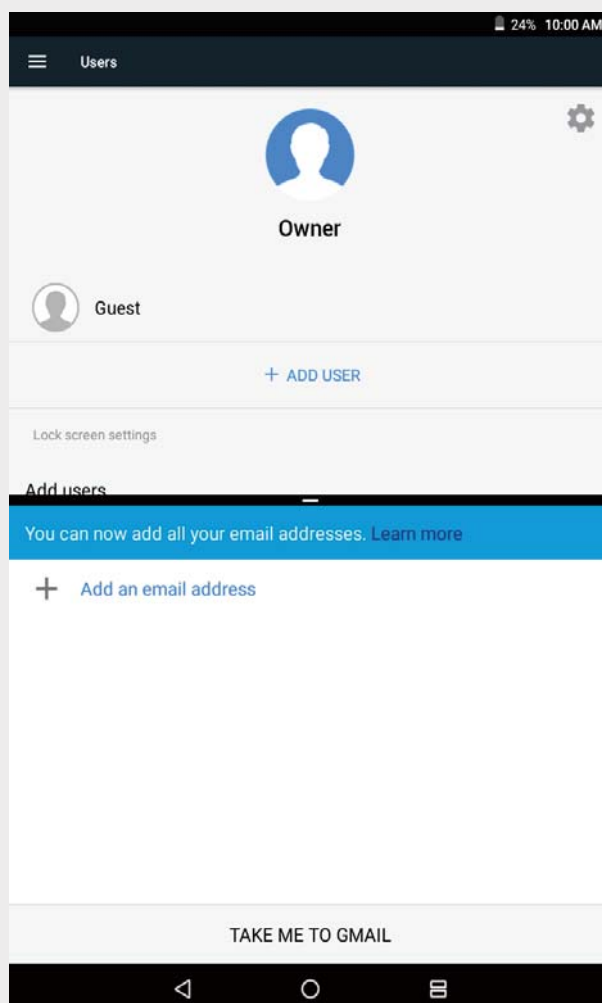 24% 10:00 AM
Users
Owner
Guest
+ ADD USER
Lock screen settings
Add users
You can now add all your email addresses. Learn more
+ Add an email address
TAKE ME TO GMAIL